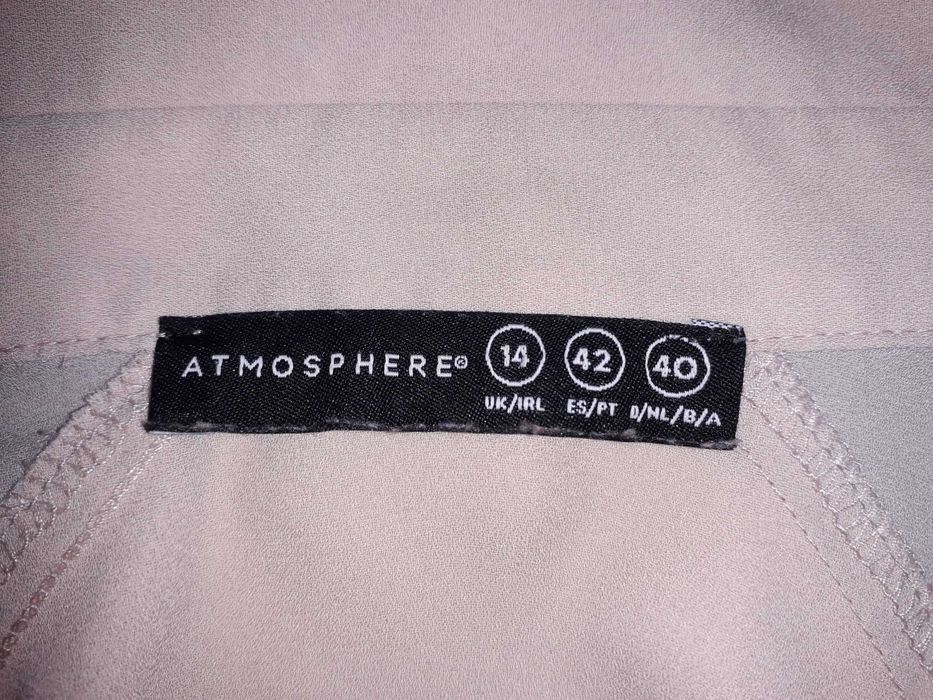 ATMOSPHERE® 14 42 40
UK/IRL ES/PT D/NL/B/A